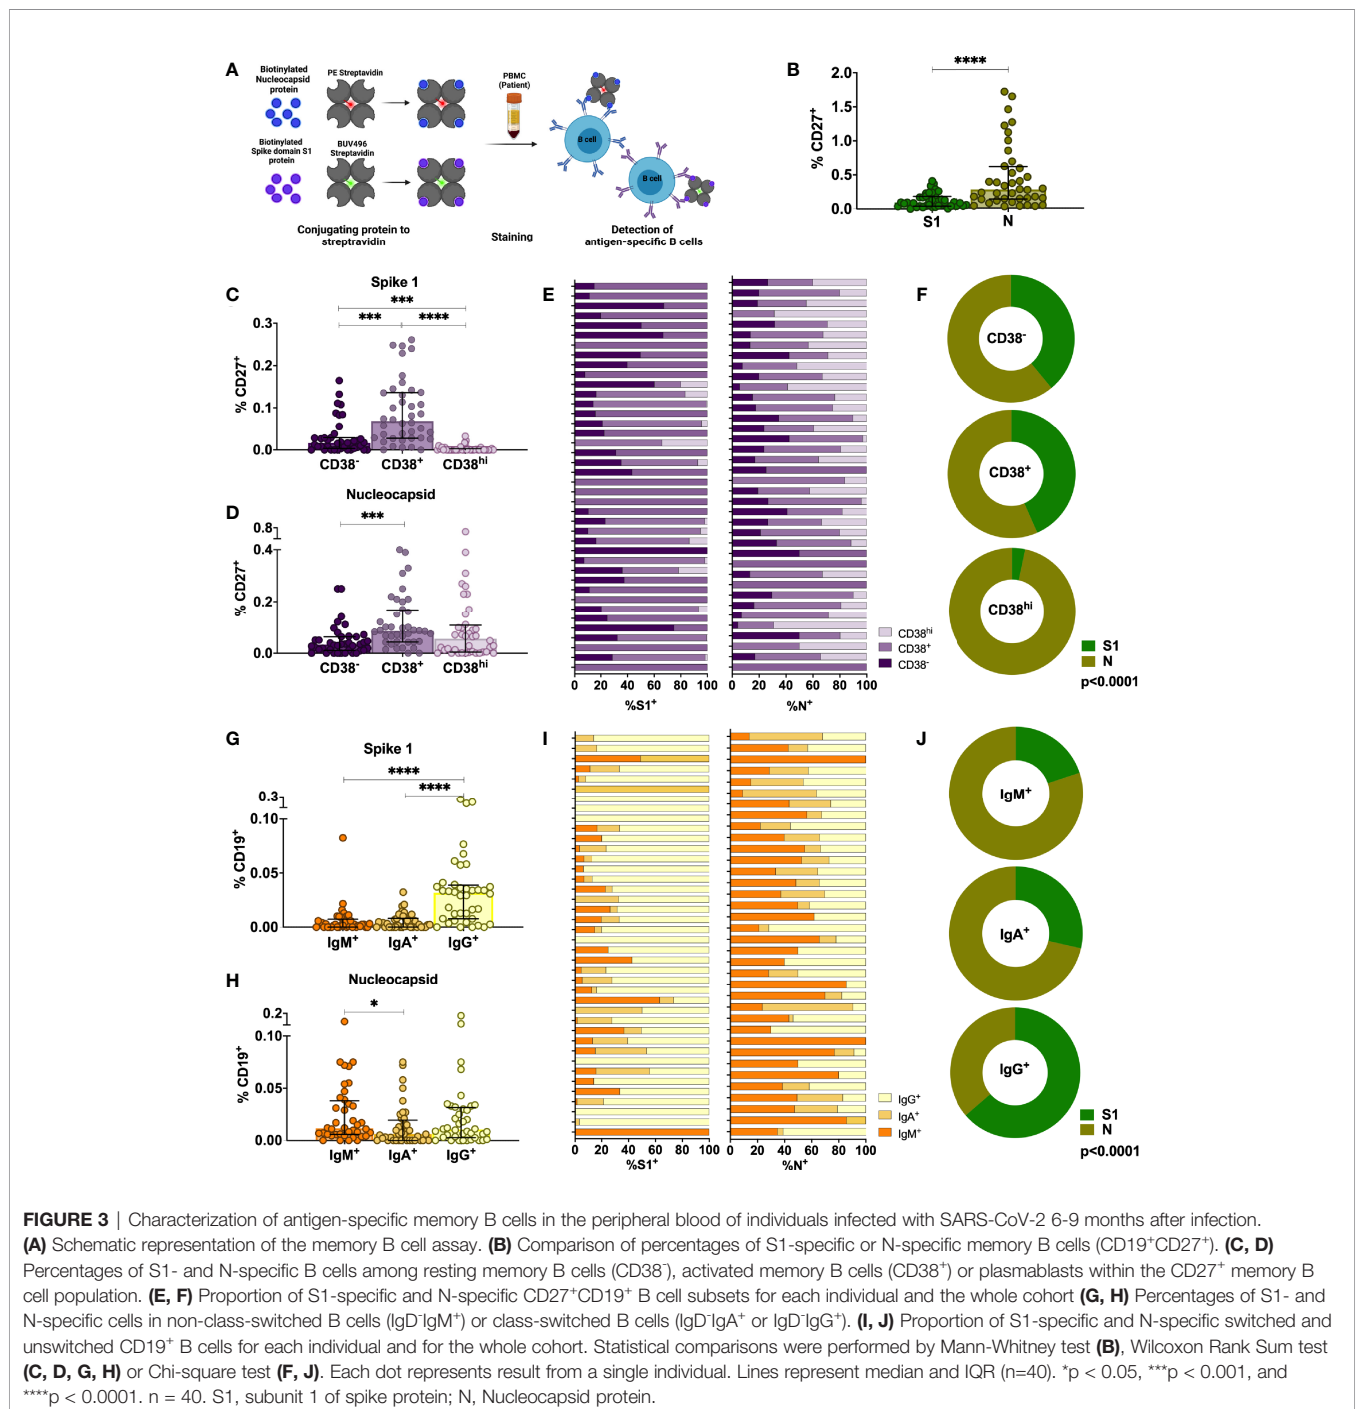 A
Biotinylated
Nucleocapsid
protein
PE Streptavidin
PBMC
(Patient)
B cell
Biotinylated
Spike domain S1
protein
BUV496
Streptavidin
B cell
Conjugating protein to
streptravidin
Staining
Detection of
antigen-specific B cells
B
****
% CD27⁺
2.0
1.5
1.0
0.5
0.0
S1
N
C
Spike 1
***
***
****
% CD27⁺
0.3
0.2
0.1
0.0
CD38⁻
CD38⁺
CD38ʰⁱ
D
Nucleocapsid
***
% CD27⁺
0.8
0.4
0.2
0.0
CD38⁻
CD38⁺
CD38ʰⁱ
E
0 20 40 60 80 100
%S1⁺
0 20 40 60 80 100
%N⁺
CD38ʰⁱ
CD38⁺
CD38⁻
F
CD38⁻
CD38⁺
CD38ʰⁱ
S1
N
p<0.0001
G
Spike 1
****
****
% CD19⁺
0.3
0.10
0.05
0.00
IgM⁺
IgA⁺
IgG⁺
H
Nucleocapsid
*
% CD19⁺
0.2
0.10
0.05
0.00
IgM⁺
IgA⁺
IgG⁺
I
0 20 40 60 80 100
%S1⁺
0 20 40 60 80 100
%N⁺
IgG⁺
IgA⁺
IgM⁺
J
IgM⁺
IgA⁺
IgG⁺
S1
N
p<0.0001
FIGURE 3 | Characterization of antigen-specific memory B cells in the peripheral blood of individuals infected with SARS-CoV-2 6-9 months after infection.
(A) Schematic representation of the memory B cell assay. (B) Comparison of percentages of S1-specific or N-specific memory B cells (CD19⁺CD27⁺). (C, D)
Percentages of S1- and N-specific B cells among resting memory B cells (CD38⁻), activated memory B cells (CD38⁺) or plasmablasts within the CD27⁺ memory B
cell population. (E, F) Proportion of S1-specific and N-specific CD27⁺CD19⁺ B cell subsets for each individual and the whole cohort (G, H) Percentages of S1- and
N-specific cells in non-class-switched B cells (IgD⁻IgM⁺) or class-switched B cells (IgD⁻IgA⁺ or IgD⁻IgG⁺). (I, J) Proportion of S1-specific and N-specific switched and
unswitched CD19⁺ B cells for each individual and for the whole cohort. Statistical comparisons were performed by Mann-Whitney test (B), Wilcoxon Rank Sum test
(C, D, G, H) or Chi-square test (F, J). Each dot represents result from a single individual. Lines represent median and IQR (n=40). *p < 0.05, ***p < 0.001, and
****p < 0.0001. n = 40. S1, subunit 1 of spike protein; N, Nucleocapsid protein.